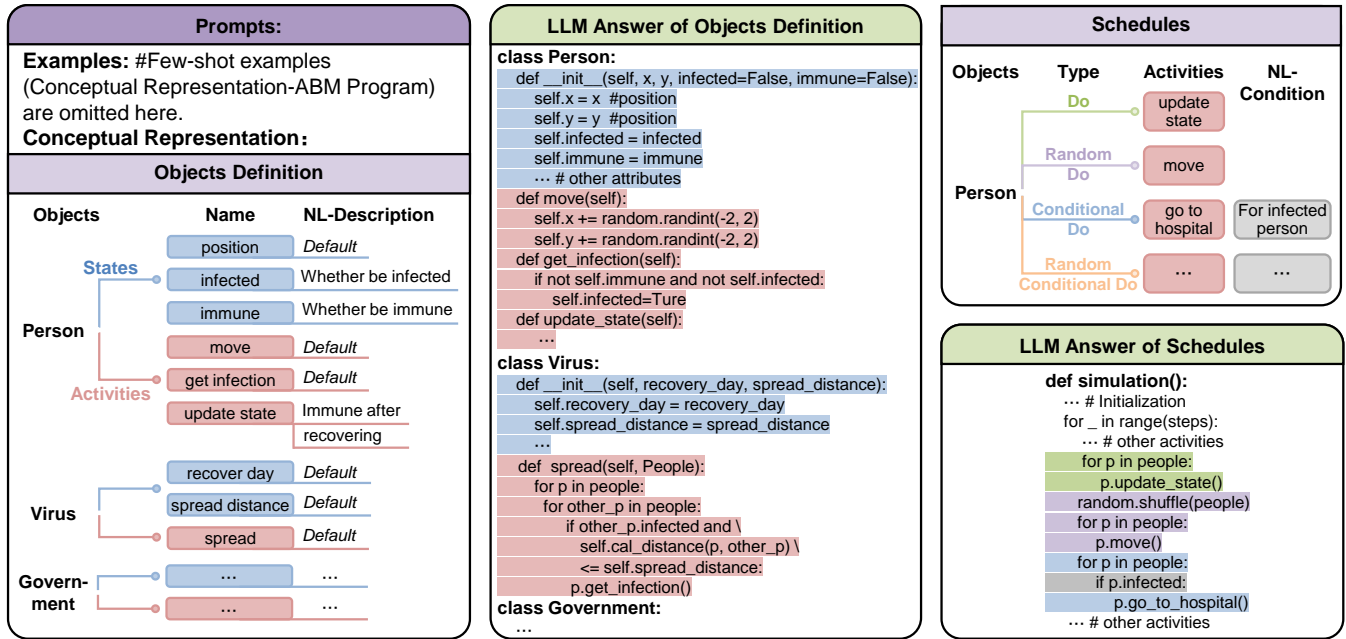 Prompts:
Examples: #Few-shot examples
(Conceptual Representation-ABM Program)
are omitted here.
Conceptual Representation:
Objects Definition
Objects Name NL-Description
position Default
States
infected Whether be infected
immune Whether be immune
Person
move Default
get infection Default
Activities
update state Immune after
recovering
recover day Default
Virus
spread distance Default
spread Default
Govern-
ment
… …
… …
LLM Answer of Objects Definition
class Person:
def __init__(self, x, y, infected=False, immune=False):
self.x = x #position
self.y = y #position
self.infected = infected
self.immune = immune
… # other attributes
def move(self):
self.x += random.randint(-2, 2)
self.y += random.randint(-2, 2)
def get_infection(self):
if not self.immune and not self.infected:
self.infected=Ture
def update_state(self):
…
class Virus:
def __init__(self, recovery_day, spread_distance):
self.recovery_day = recovery_day
self.spread_distance = spread_distance
…
def spread(self, People):
for p in people:
for other_p in people:
if other_p.infected and \
self.cal_distance(p, other_p) \
<= self.spread_distance:
p.get_infection()
class Government:
…
Schedules
Objects Type Activities NL-
Condition
Do update
state
Random
Do
move
Person
Conditional
Do
go to
hospital
For infected
person
Random
Conditional Do
… …
LLM Answer of Schedules
def simulation():
… # Initialization
for _ in range(steps):
… # other activities
for p in people:
p.update_state()
random.shuffle(people)
for p in people:
p.move()
for p in people:
if p.infected:
p.go_to_hospital()
… # other activities